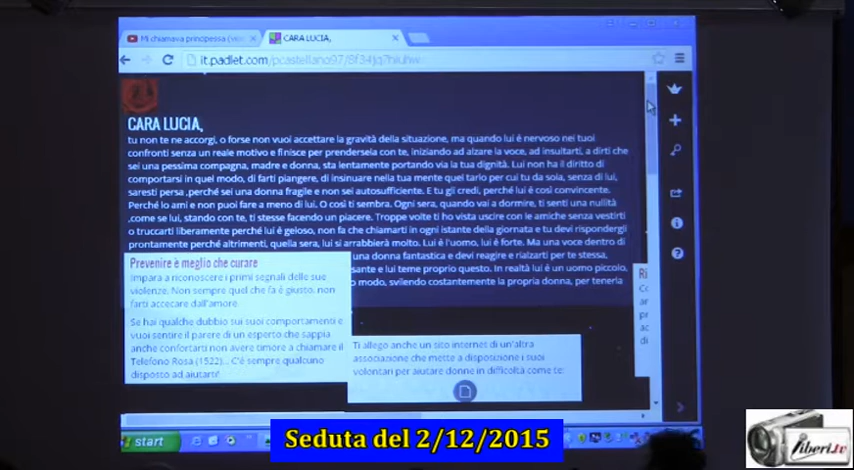 Mi chiamava principessa (vi
CARA LUCIA,
it.padlet.com/pcastellano97/8f34jq7hiuhw
CARA LUCIA,
tu non te ne accorgi, o forse non vuoi accettare la gravità della situazione, ma quando lui é nervoso nei tuoi
confronti senza un reale motivo e finisce per prendersela con te, iniziando ad alzare la voce, ad insultarti, a dirti che
sei una pessima compagna, madre e donna, sta lentamente portando via la tua dignità. Lui non ha il diritto di
comportarsi in quel modo, di farti piangere, di insinuare nella tua mente quel tarlo per cui tu da sola, senza di lui,
saresti persa ,perché sei una donna fragile e non sei autosufficiente. E tu gli credi, perché lui é così convincente.
Perché lo ami e non puoi fare a meno di lui. O così ti sembra. Ogni sera, quando vai a dormire, ti senti una nullità
,come se lui, stando con te, ti stesse facendo un piacere. Troppe volte ti ho vista uscire con le amiche senza vestirti
o truccarti liberamente perché lui é geloso, non fa che chiamarti in ogni istante della giornata e tu devi rispondergli
prontamente perché altrimenti, quella sera, lui si arrabbierà molto. Lui é l'uomo, lui é forte. Ma una voce dentro di
una donna fantastica e devi reagire e rialzarti per te stessa,
sante e lui teme proprio questo. In realtà lui é un uomo piccolo,
o modo, svilendo costantemente la propria donna, per tenerla
Prevenire è meglio che curare
Impara a riconoscere i primi segnali delle sue
violenze. Non sempre quel che fa é giusto, non
farti accecare dall'amore.
Se hai qualche dubbio sui suoi comportamenti e
vuoi sentire il parere di un esperto che sappia
anche confortarti non avere timore a chiamare il
Telefono Rosa (1522)... C'é sempre qualcuno
disposto ad aiutarti!
Ti allego anche un sito internet di un'altra
associazione che mette a disposizione i suoi
volontari per aiutare donne in difficoltà come te:
Ri
start
Seduta del 2/12/2015
liberi.tv